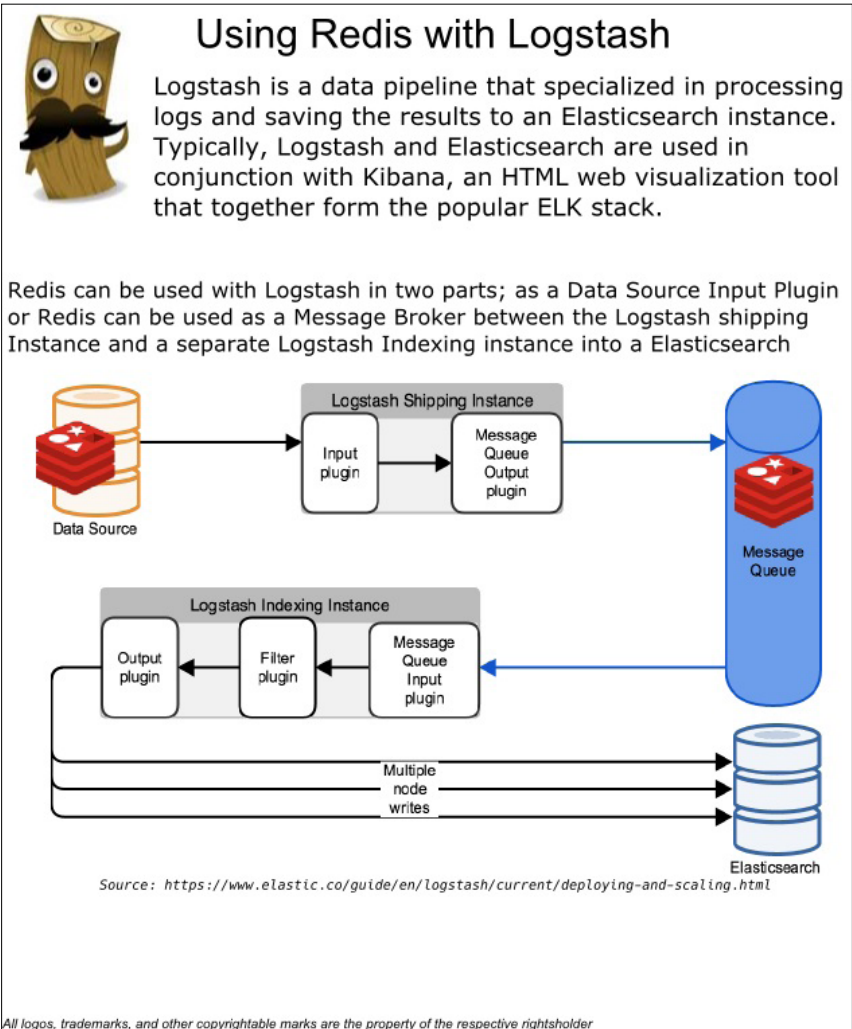 Using Redis with Logstash
Logstash is a data pipeline that specialized in processing
logs and saving the results to an Elasticsearch instance.
Typically, Logstash and Elasticsearch are used in
conjunction with Kibana, an HTML web visualization tool
that together form the popular ELK stack.
Redis can be used with Logstash in two parts; as a Data Source Input Plugin
or Redis can be used as a Message Broker between the Logstash shipping
Instance and a separate Logstash Indexing instance into a Elasticsearch
Data Source
Logstash Shipping Instance
Input
plugin
Message
Queue
Output
plugin
Message
Queue
Logstash Indexing Instance
Output
plugin
Filter
plugin
Message
Queue
Input
plugin
Multiple
node
writes
Elasticsearch
Source: https://www.elastic.co/guide/en/logstash/current/deploying-and-scaling.html
All logos, trademarks, and other copyrightable marks are the property of the respective rightsholder